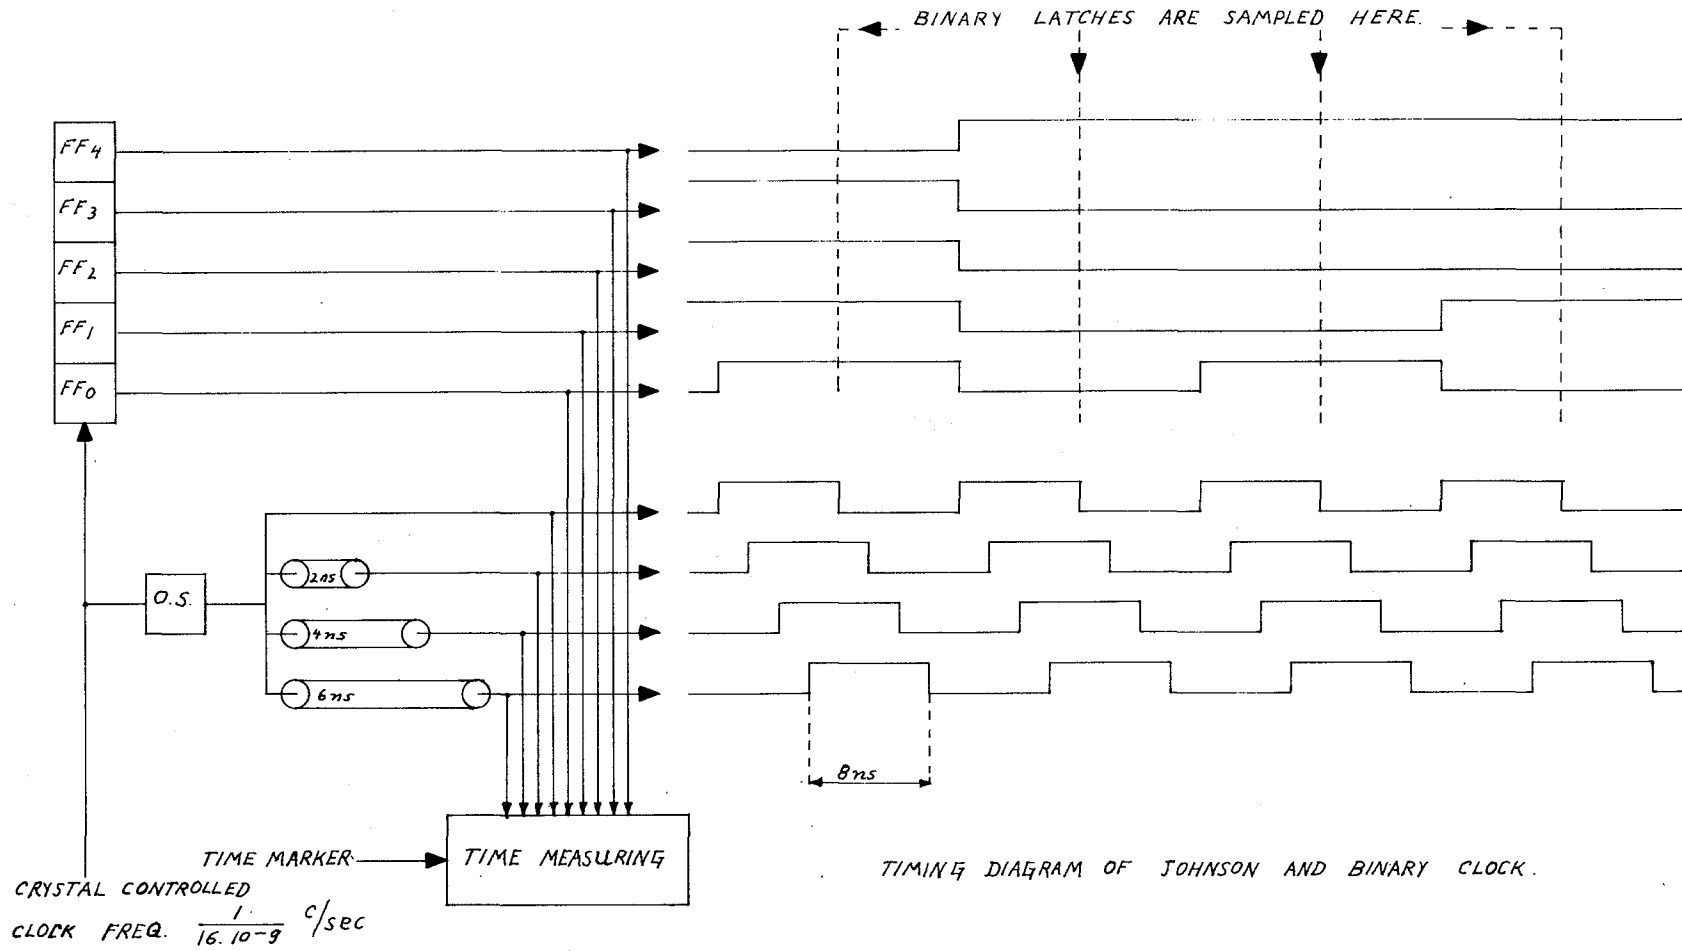 BINARY LATCHES ARE SAMPLED HERE.
FF4
FF3
FF2
FF1
FF0
O.S.
2ns
4ns
6ns
8ns
TIME MARKER
TIME MEASURING
TIMING DIAGRAM OF JOHNSON AND BINARY CLOCK.
CRYSTAL CONTROLLED
CLOCK FREQ. 1/16.10-9 C/sec